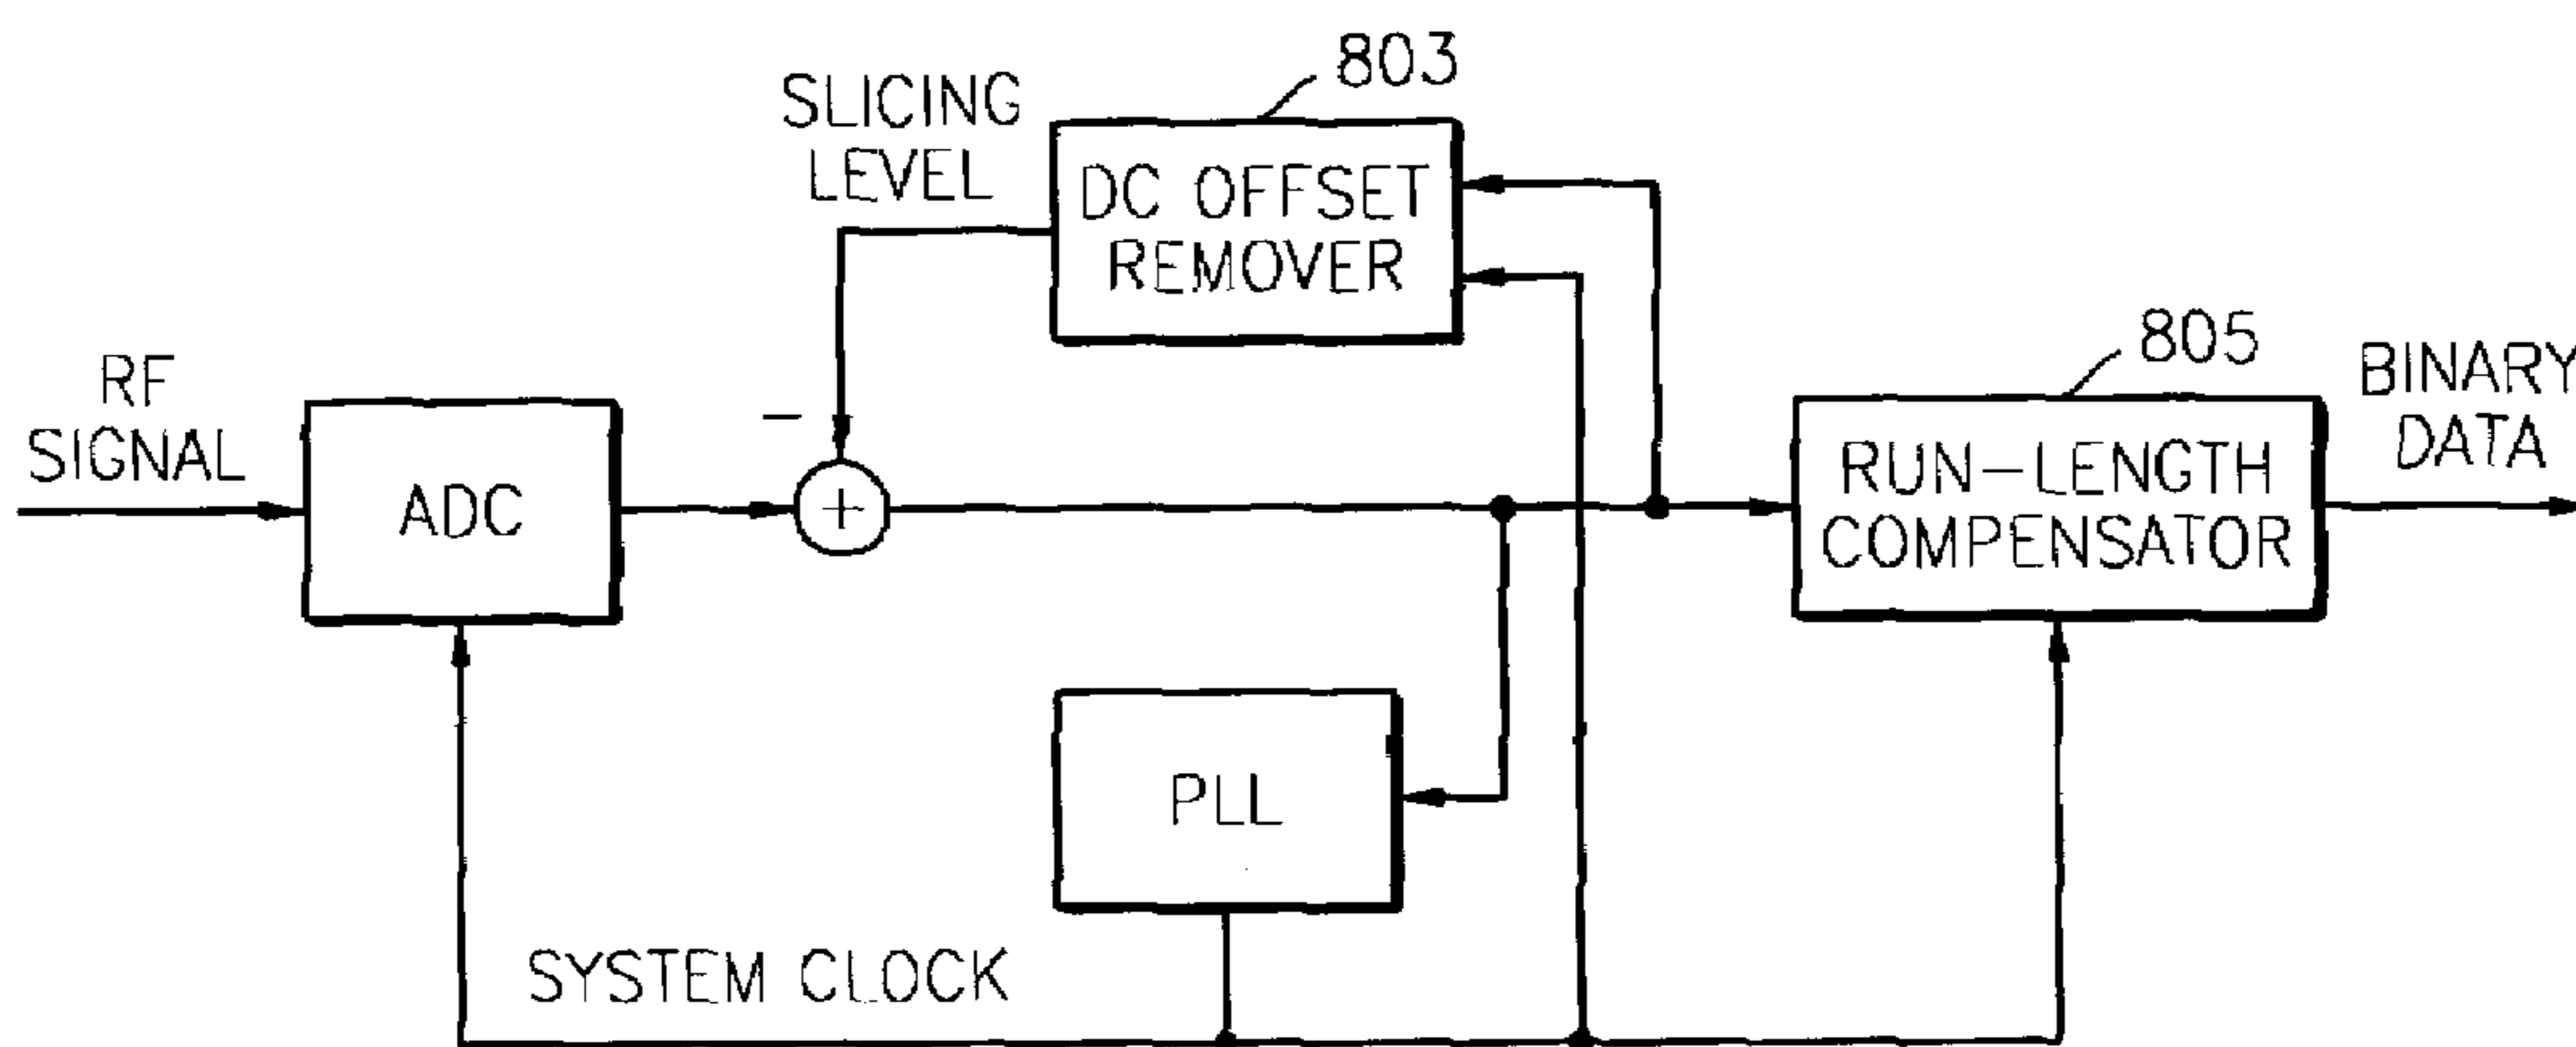 803
SLICING
LEVEL
DC OFFSET
REMOVER
805
RF
SIGNAL
BINARY
DATA
ADC
–
+
RUN-LENGTH
COMPENSATOR
PLL
SYSTEM CLOCK